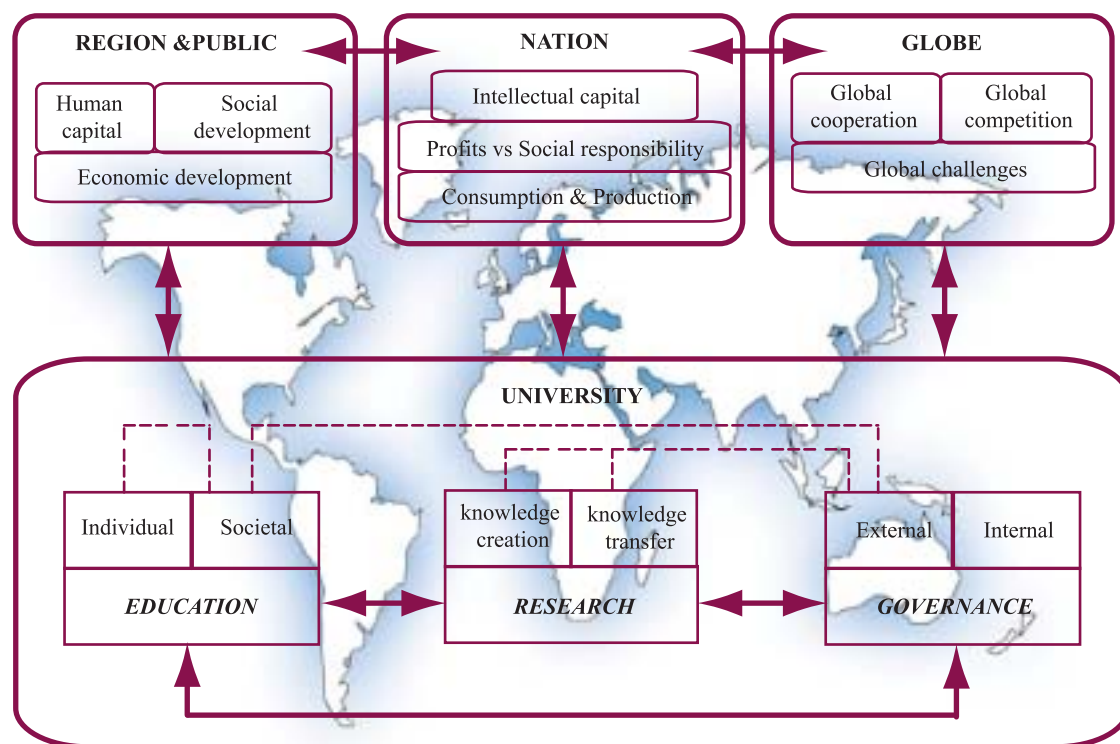 REGION &PUBLIC
Human
capital
Social
development
Economic development
NATION
Intellectual capital
Profits vs Social responsibility
Consumption & Production
GLOBE
Global
cooperation
Global
competition
Global challenges
UNIVERSITY
Individual
Societal
EDUCATION
knowledge
creation
knowledge
transfer
RESEARCH
External
Internal
GOVERNANCE